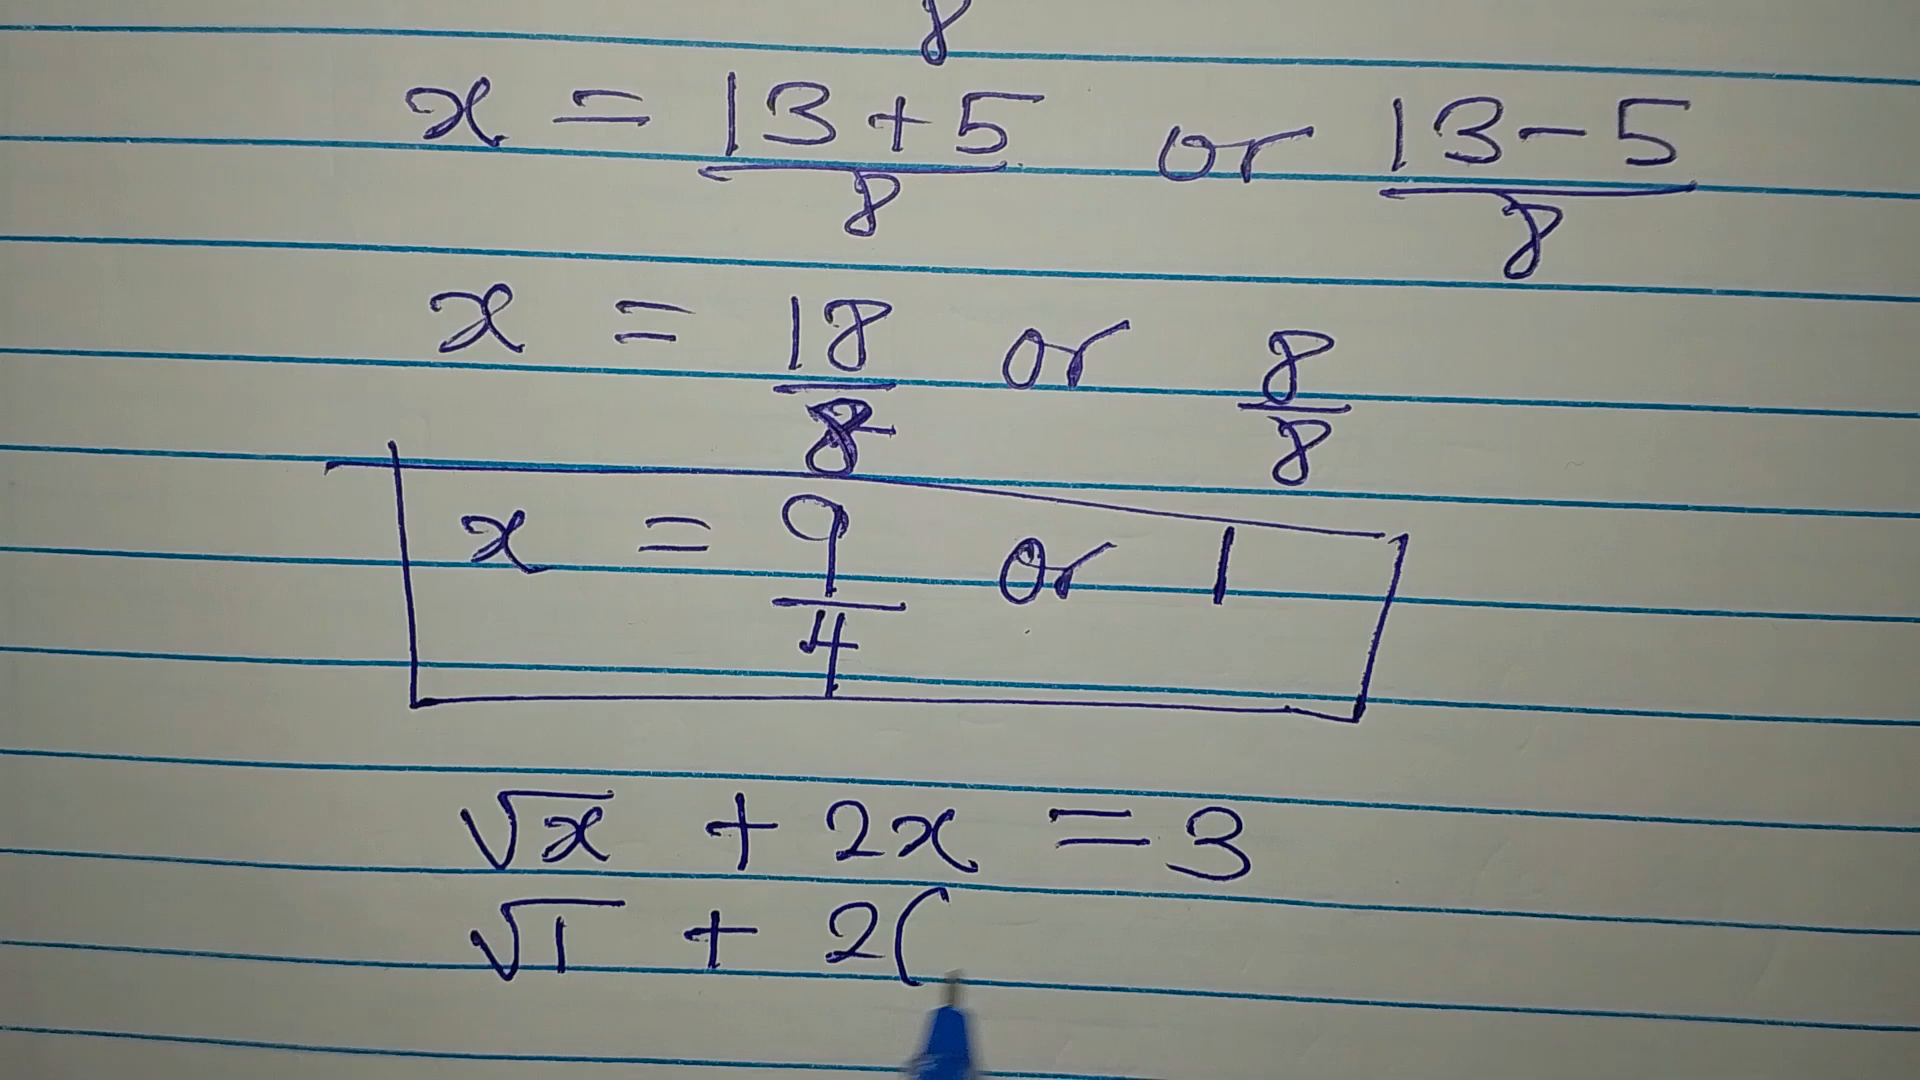 8
x = 13+5/8 or 13-5/8
x = 18/8 or 8/8
x = 9/4 or 1
√x + 2x = 3
√1 + 2(